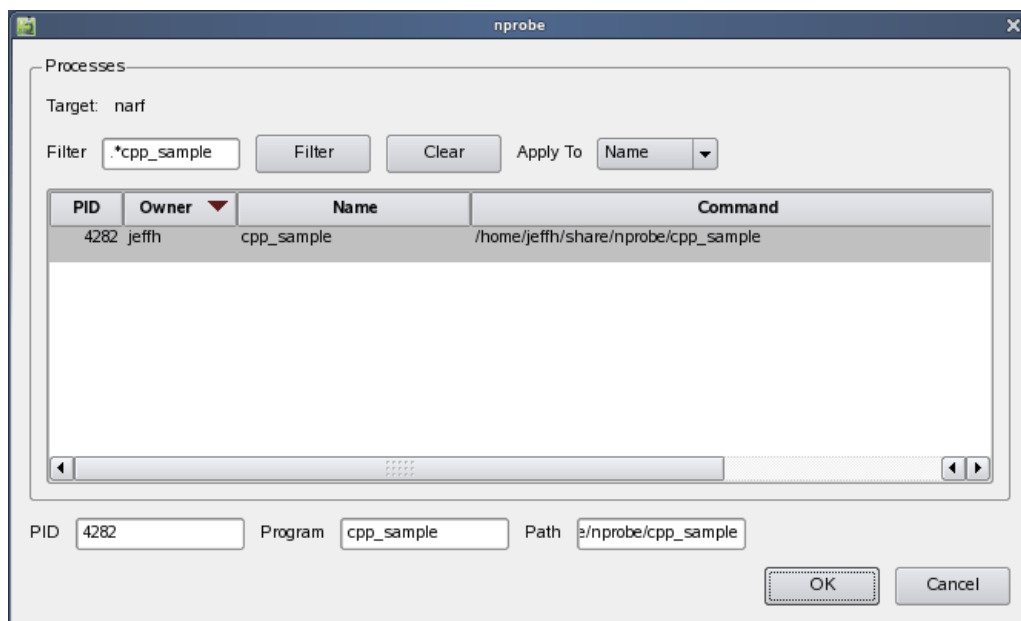 nprobe
Processes
Target: narf
Filter .*cpp_sample Filter Clear Apply To Name
PID Owner Name Command
4282 jeffh cpp_sample /home/jeffh/share/nprobe/cpp_sample
PID 4282 Program cpp_sample Path e/nprobe/cpp_sample
OK Cancel